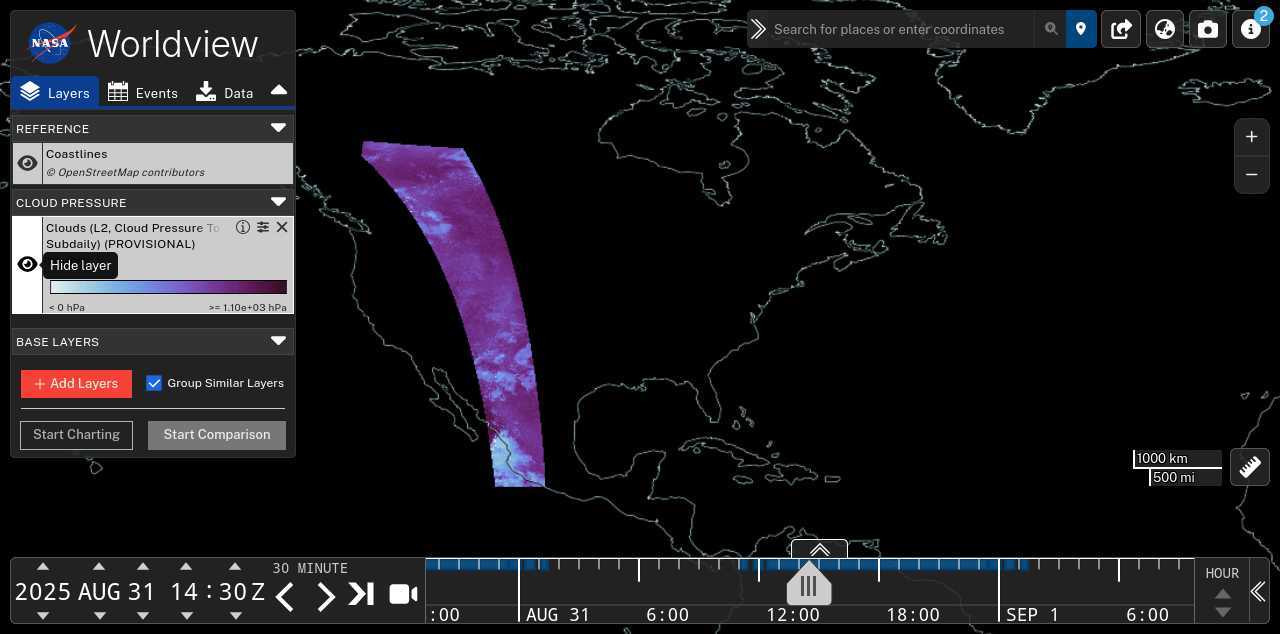 NASA
Worldview
Search for places or enter coordinates
2
Layers
Events
Data
REFERENCE
Coastlines
© OpenStreetMap contributors
CLOUD PRESSURE
Clouds (L2, Cloud Pressure To
Subdaily) (PROVISIONAL)
Hide layer
< 0 hPa
>= 1.10e+03 hPa
BASE LAYERS
+ Add Layers
Group Similar Layers
Start Charting
Start Comparison
1000 km
500 mi
2025 AUG 31 14 : 30 Z
30 MINUTE
:00
AUG 31
6:00
12:00
18:00
SEP 1
6:00
HOUR